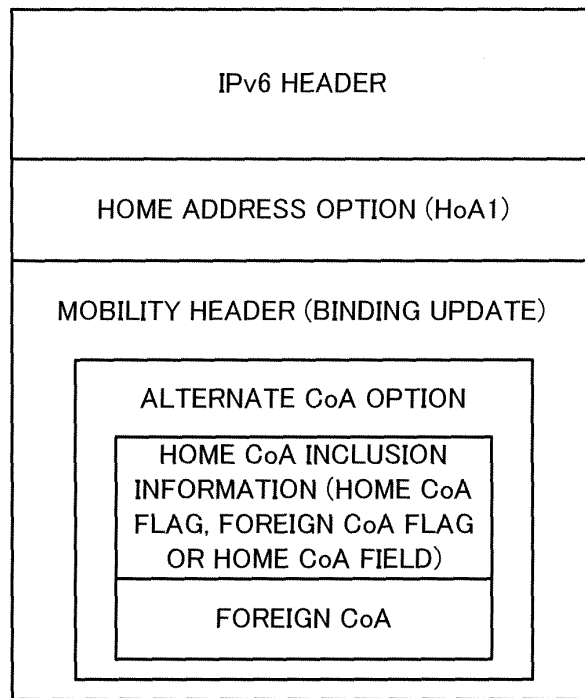 IPv6 HEADER
HOME ADDRESS OPTION (HoA1)
MOBILITY HEADER (BINDING UPDATE)
ALTERNATE CoA OPTION
HOME CoA INCLUSION
INFORMATION (HOME CoA
FLAG, FOREIGN CoA FLAG
OR HOME CoA FIELD)
FOREIGN CoA